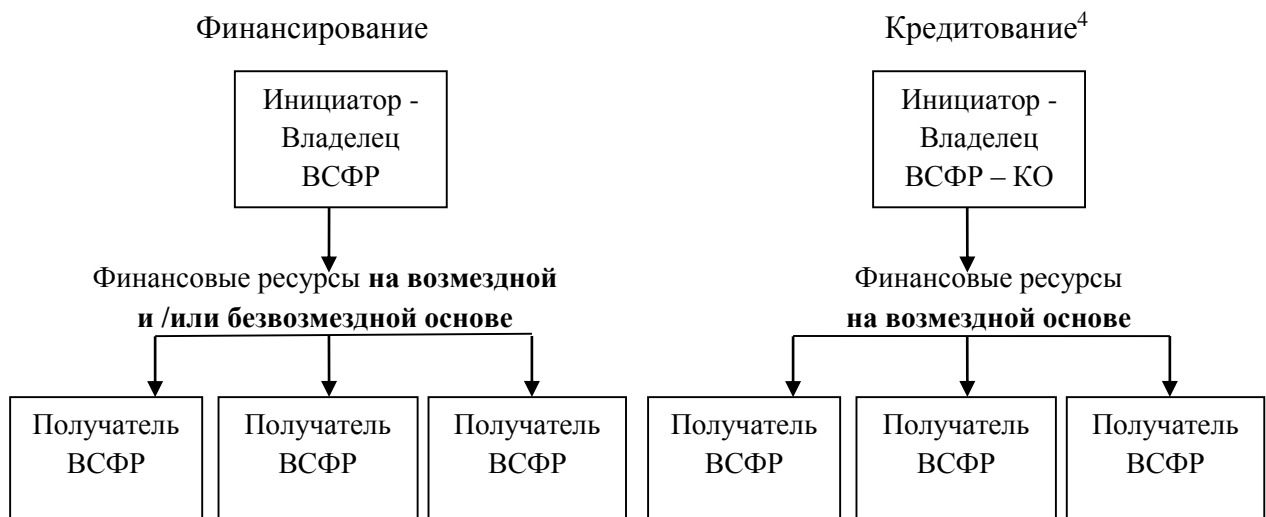 Финансирование
Инициатор -
Владелец
ВСФР
Финансовые ресурсы на возмездной
и /или безвозмездной основе
Получатель
ВСФР
Получатель
ВСФР
Получатель
ВСФР
Кредитование⁴
Инициатор -
Владелец
ВСФР – КО
Финансовые ресурсы
на возмездной основе
Получатель
ВСФР
Получатель
ВСФР
Получатель
ВСФР